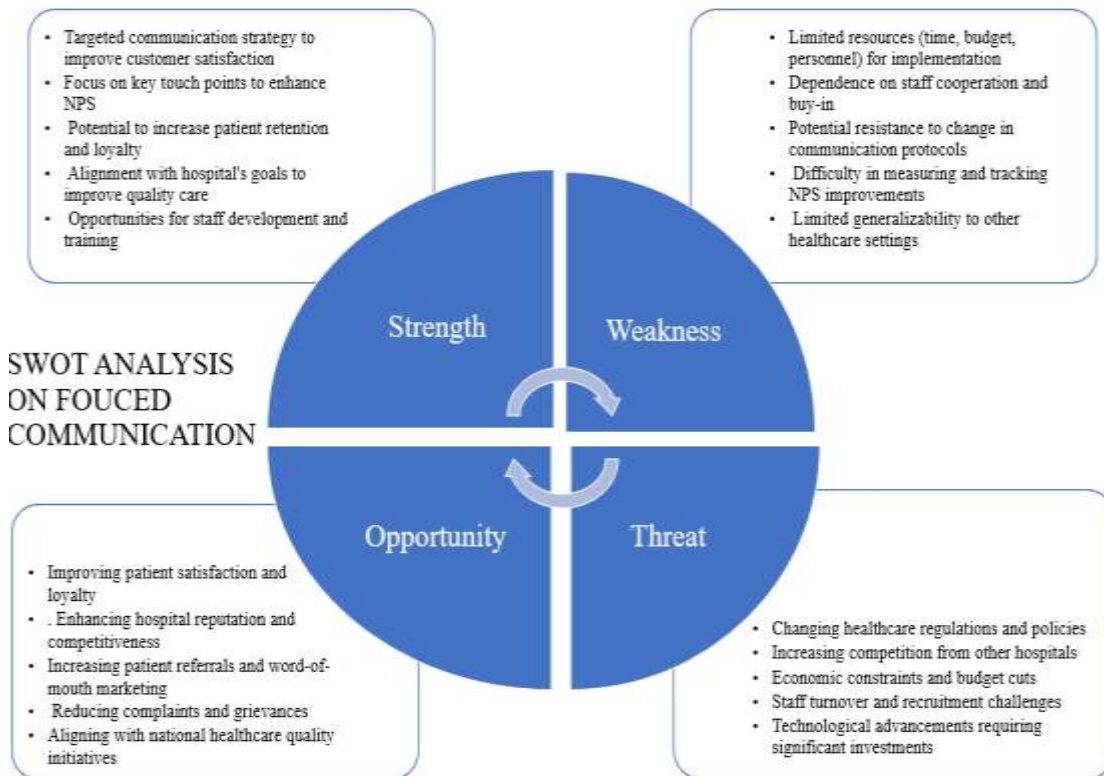 • Targeted communication strategy to
improve customer satisfaction
• Focus on key touch points to enhance
NPS
• Potential to increase patient retention
and loyalty
• Alignment with hospital's goals to
improve quality care
• Opportunities for staff development and
training
• Limited resources (time, budget,
personnel) for implementation
• Dependence on staff cooperation and
buy-in
• Potential resistance to change in
communication protocols
• Difficulty in measuring and tracking
NPS improvements
• Limited generalizability to other
healthcare settings
Strength
Weakness
SWOT ANALYSIS
ON FOUCED
COMMUNICATION
Opportunity
Threat
• Improving patient satisfaction and
loyalty
• . Enhancing hospital reputation and
competitiveness
• Increasing patient referrals and word-of-
mouth marketing
• Reducing complaints and grievances
• Aligning with national healthcare quality
initiatives
• Changing healthcare regulations and policies
• Increasing competition from other hospitals
• Economic constraints and budget cuts
• Staff turnover and recruitment challenges
• Technological advancements requiring
significant investments